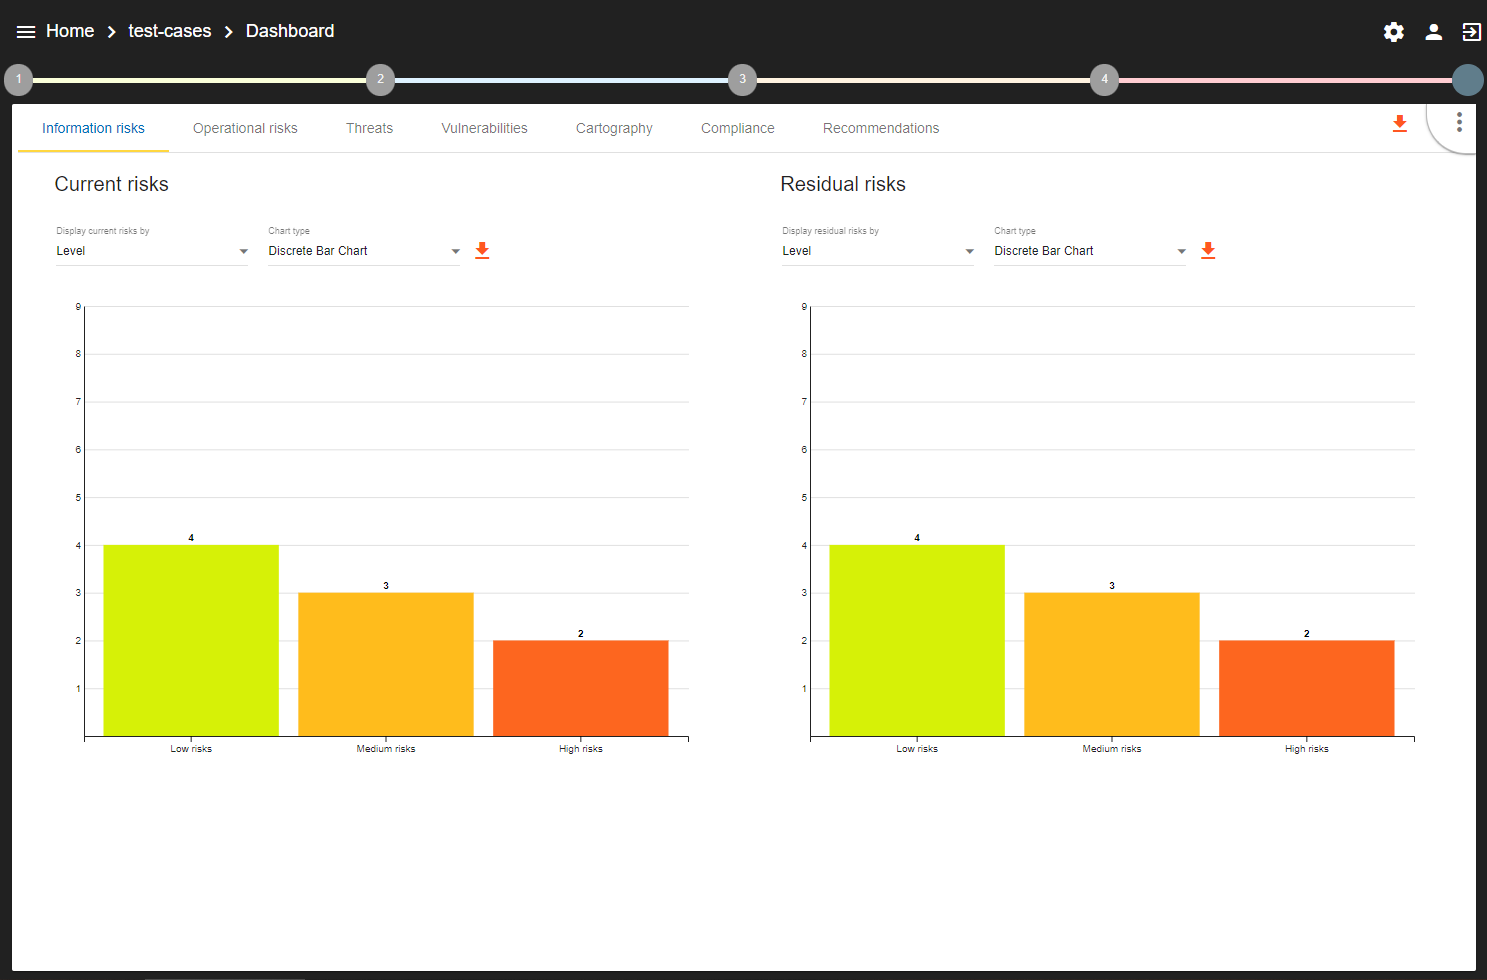 Home test-cases Dashboard
1 2 3 4
Information risks Operational risks Threats Vulnerabilities Cartography Compliance Recommendations
Current risks
Display current risks by Chart type
Level Discrete Bar Chart
9
8
7
6
5
4
3
2
1
4
3
2
Low risks Medium risks High risks
Residual risks
Display residual risks by Chart type
Level Discrete Bar Chart
9
8
7
6
5
4
3
2
1
4
3
2
Low risks Medium risks High risks